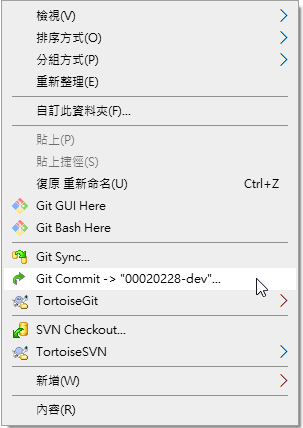 檢視(V)
排序方式(O)
分組方式(P)
重新整理(E)
自訂此資料夾(F)...
貼上(P)
貼上捷徑(S)
復原 重新命名(U) Ctrl+Z
Git GUI Here
Git Bash Here
Git Sync...
Git Commit -> "00020228-dev"...
TortoiseGit
SVN Checkout...
TortoiseSVN
新增(W)
內容(R)